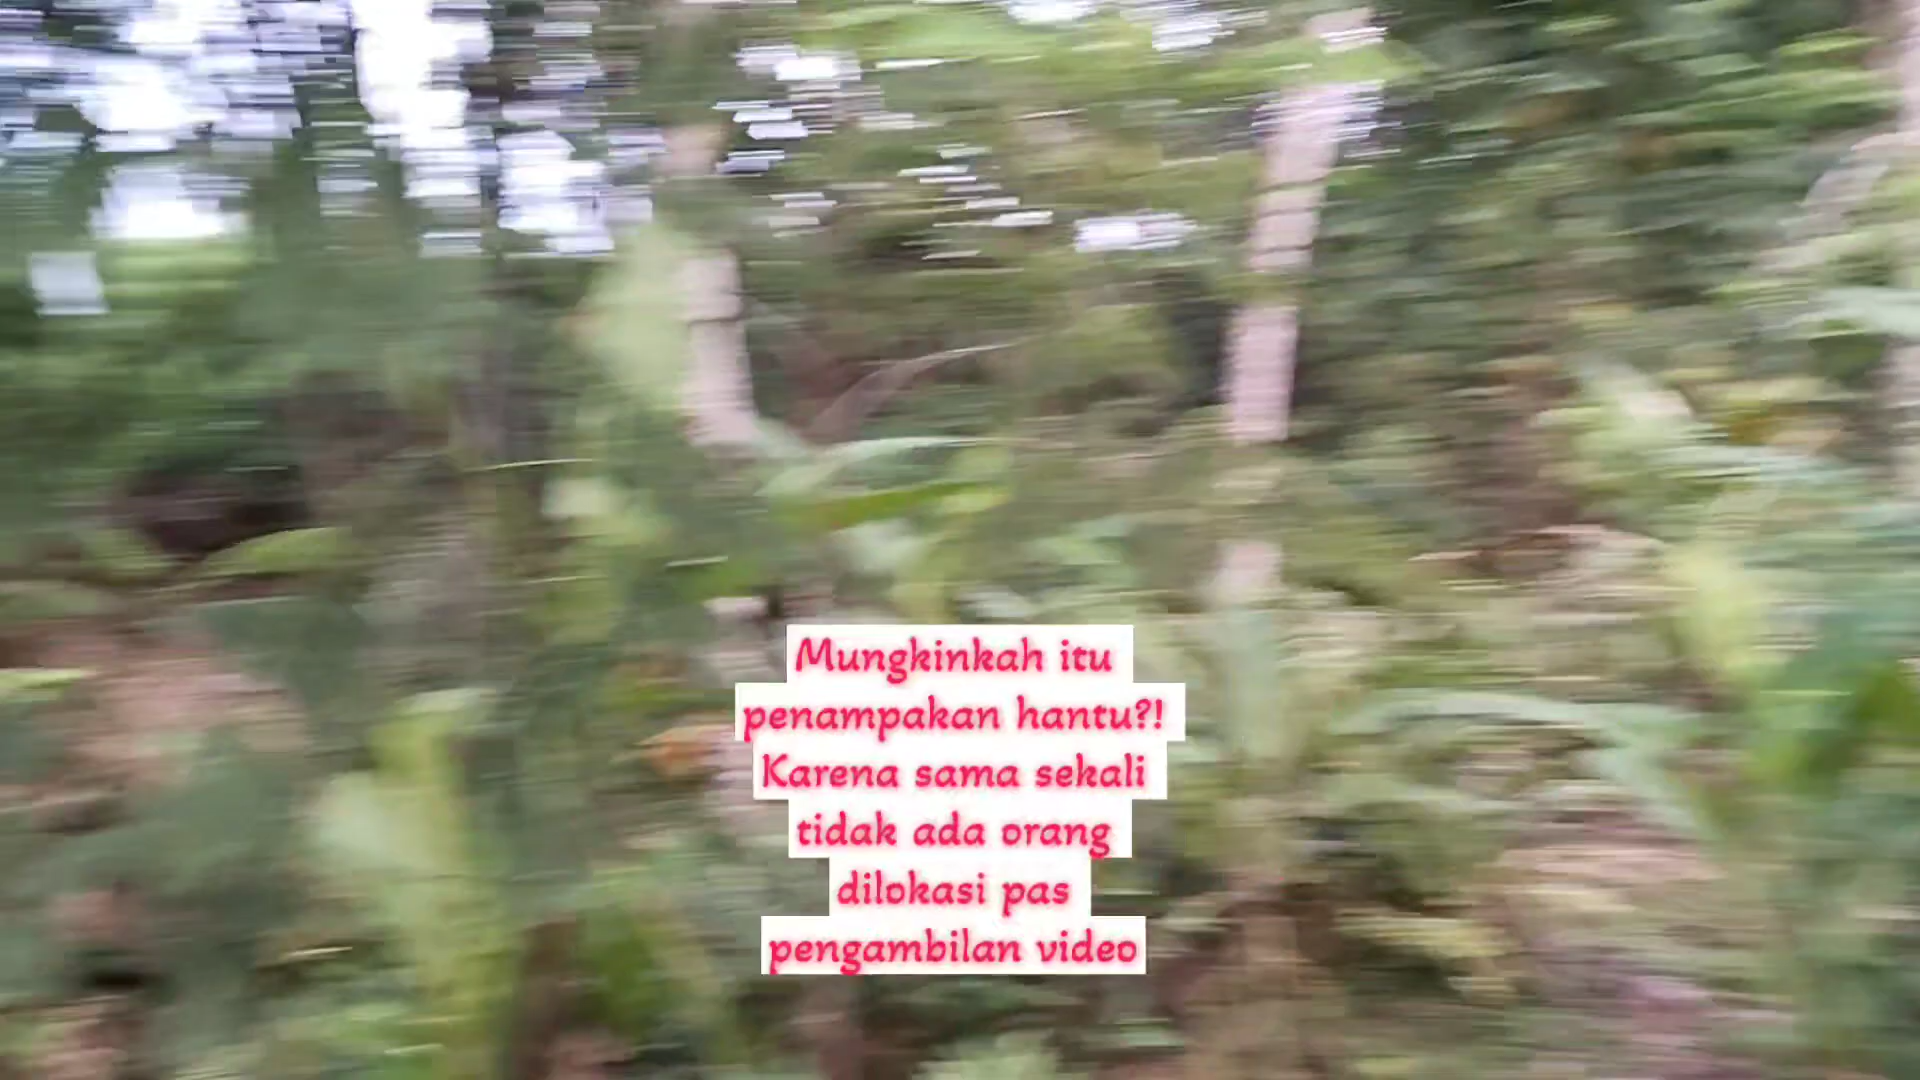 Mungkinkah itu
penampakan hantu?!
Karena sama sekali
tidak ada orang
dilokasi pas
pengambilan video